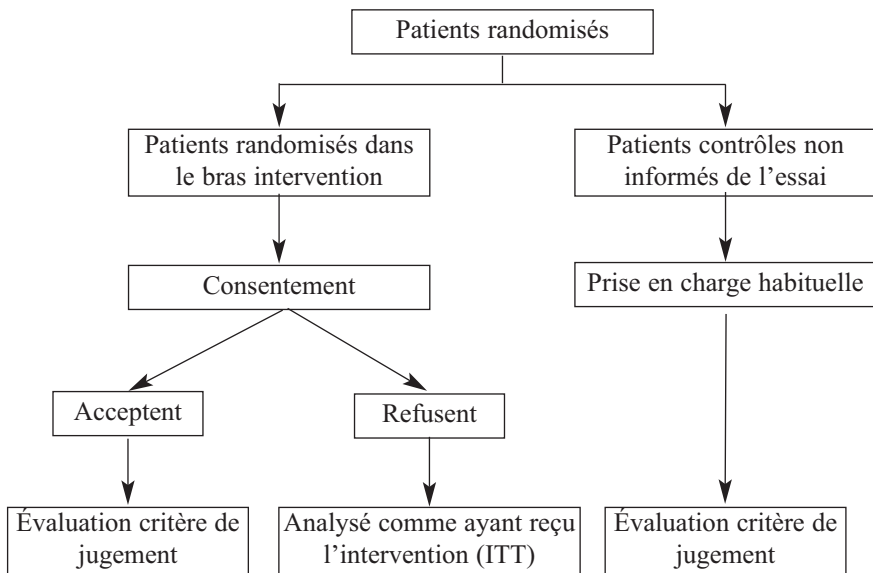 Patients randomisés
Patients randomisés dans
le bras intervention
Patients contrôles non
informés de l’essai
Consentement
Prise en charge habituelle
Acceptent
Refusent
Évaluation critère de
jugement
Analysé comme ayant reçu
l’intervention (ITT)
Évaluation critère de
jugement